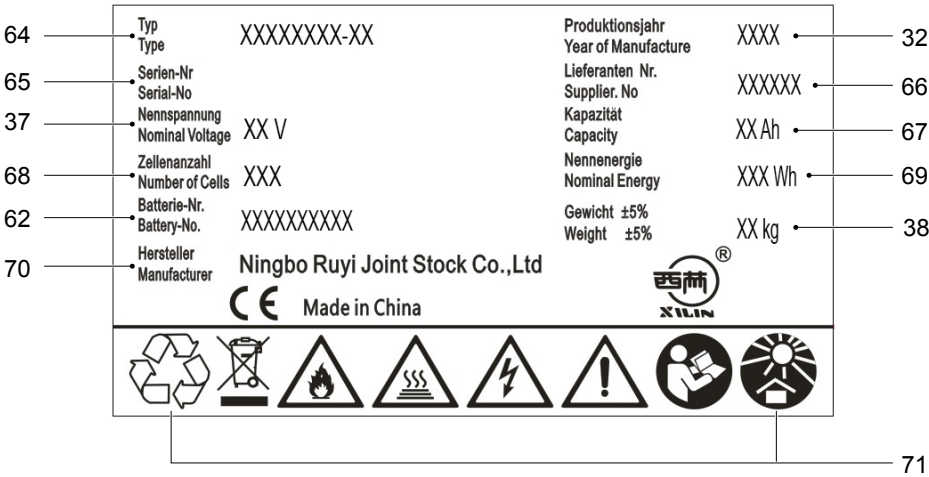 64
Typ
Type
XXXXXXXX-XX
Produktionsjahr
Year of Manufacture
XXXX
32
65
Serien-Nr
Serial-No
Lieferanten Nr.
Supplier. No
XXXXXX
66
37
Nennspannung
Nominal Voltage
XX V
Kapazität
Capacity
XX Ah
67
68
Zellenanzahl
Number of Cells
XXX
Nennenergie
Nominal Energy
XXX Wh
69
62
Batterie-Nr.
Battery-No.
XXXXXXXXXX
Gewicht ±5%
Weight ±5%
XX kg
38
70
Hersteller
Manufacturer
Ningbo Ruyi Joint Stock Co.,Ltd
CE Made in China
西林
®
XILIN
71